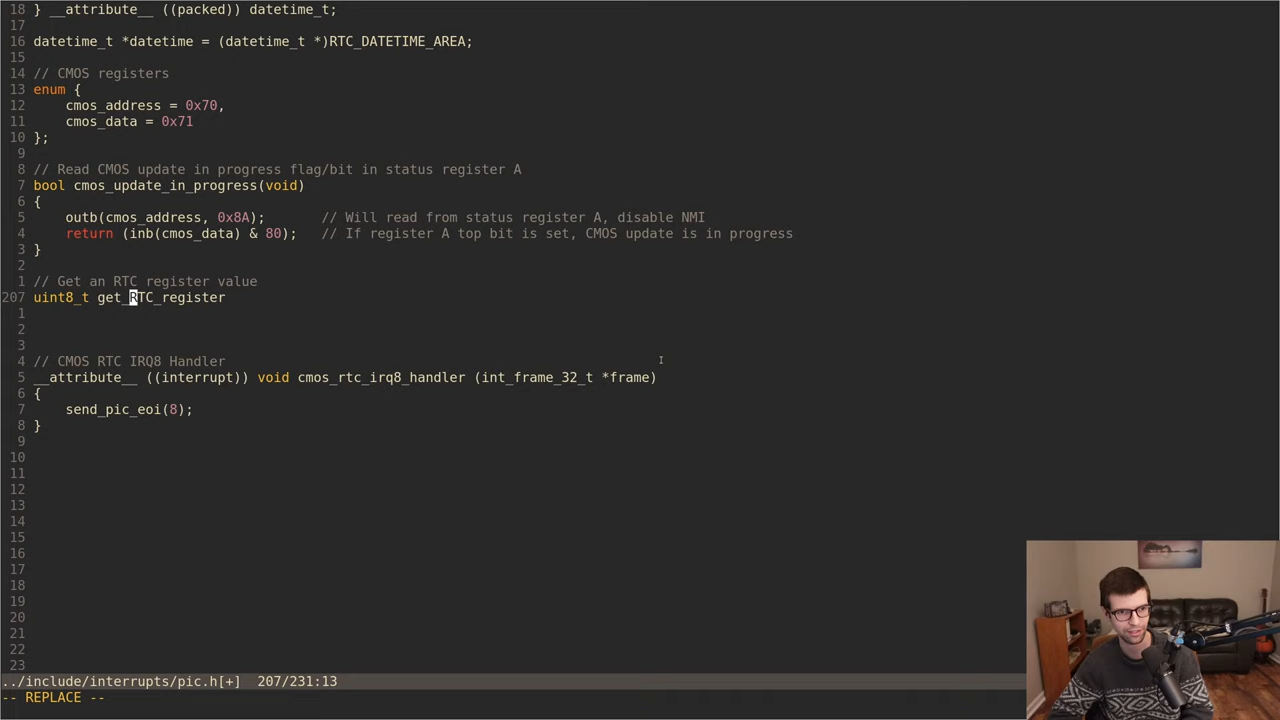 18 } __attribute__ ((packed)) datetime_t;
17
16 datetime_t *datetime = (datetime_t *)RTC_DATETIME_AREA;
15
14 // CMOS registers
13 enum {
12     cmos_address = 0x70,
11     cmos_data = 0x71
10 };
9
8 // Read CMOS update in progress flag/bit in status register A
7 bool cmos_update_in_progress(void)
6 {
5     outb(cmos_address, 0x8A);       // Will read from status register A, disable NMI
4     return (inb(cmos_data) & 80);   // If register A top bit is set, CMOS update is in progress
3 }
2
1 // Get an RTC register value
207 uint8_t get_RTC_register
1
2
3
4 // CMOS RTC IRQ8 Handler
5 __attribute__ ((interrupt)) void cmos_rtc_irq8_handler (int_frame_32_t *frame)
6 {
7     send_pic_eoi(8);
8 }
9
10
11
12
13
14
15
16
17
18
19
20
21
22
23
../include/interrupts/pic.h[+]  207/231:13
-- REPLACE --